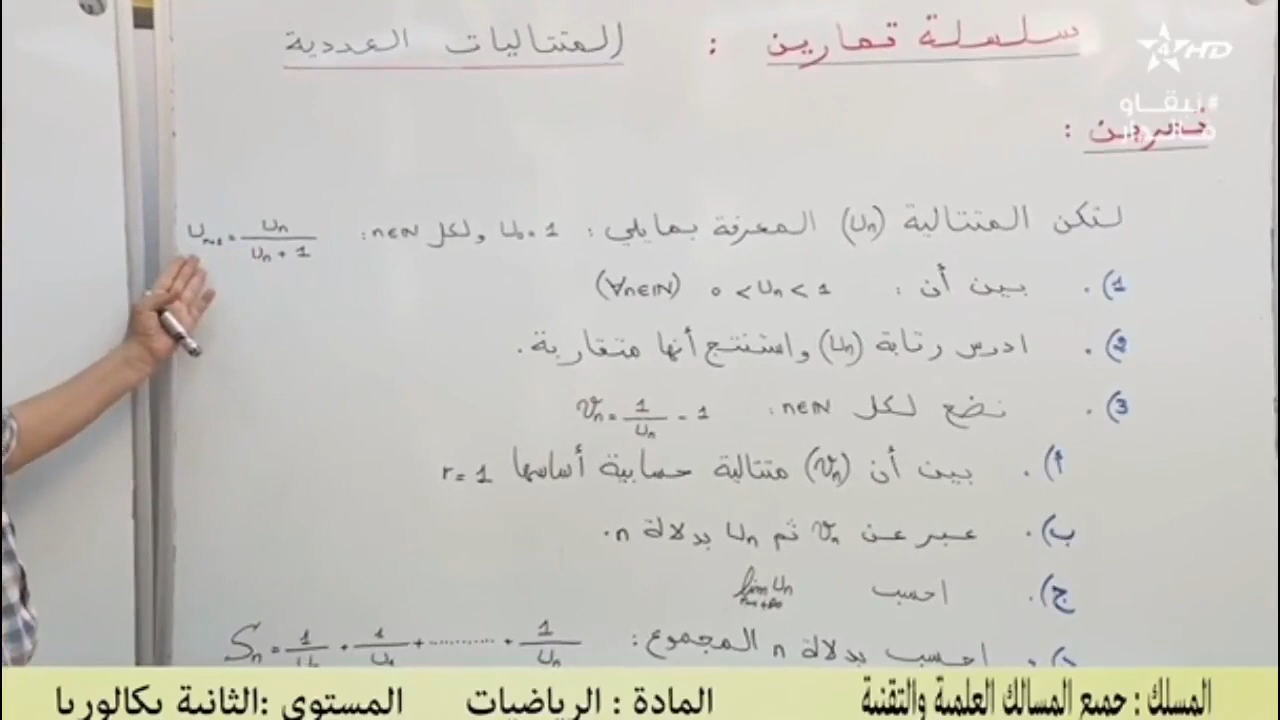 سلسلة تمارين : المتتاليات العددية
4 HD
#نبقاو
فالدار
تمرين :
لتكن المتتالية (Un) المعرفة بمايلي : U0 = 1 ولكل n∈IN : Un+1 = Un / (Un + 1)
1). بين أن : 0 < Un < 1 (∀n∈IN)
2). ادرس رتابة (Un) واستنتج أنها متقاربة.
3). نضع لكل n∈IN : Vn = 1/Un - 1
أ). بين أن (Vn) متتالية حسابية أساسها r = 1
ب). عبر عن Vn ثم Un بدلالة n.
ج). احسب lim Un n→+∞
د). احسب بدلالة n المجموع : Sn = 1/U0 + 1/U1 + ........... + 1/Un
المسلك : جميع المسالك العلمية والتقنية المادة : الرياضيات المستوى :الثانية بكالوريا